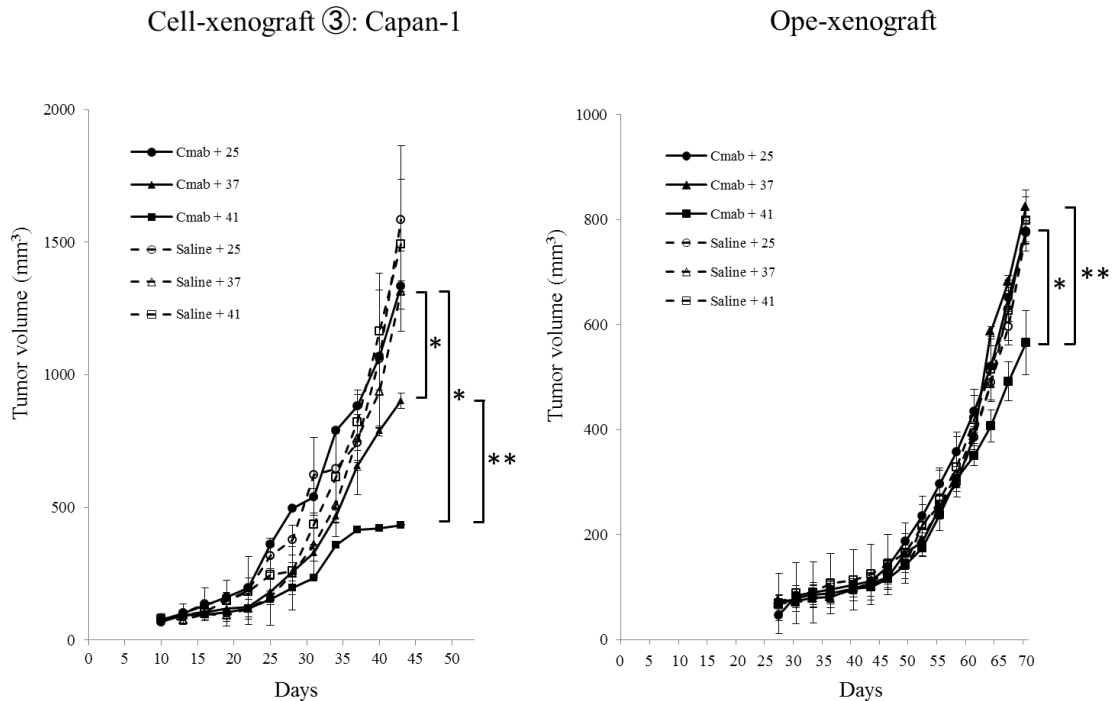 Cell-xenograft ③: Capan-1
Tumor volume (mm³)
2000
1500
1000
500
0
Cmab + 25
Cmab + 37
Cmab + 41
Saline + 25
Saline + 37
Saline + 41
*
*
**
0 5 10 15 20 25 30 35 40 45 50
Days
Ope-xenograft
Tumor volume (mm³)
1000
800
600
400
200
0
Cmab + 25
Cmab + 37
Cmab + 41
Saline + 25
Saline + 37
Saline + 41
*
**
0 5 10 15 20 25 30 35 40 45 50 55 60 65 70
Days